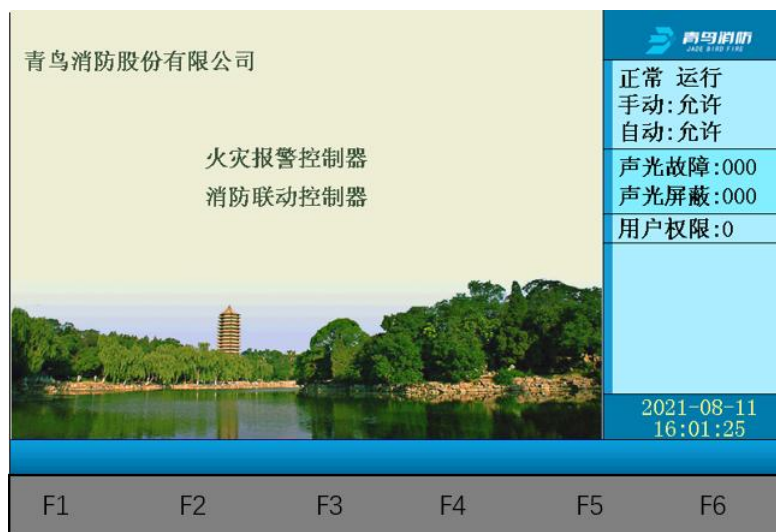 青鸟消防股份有限公司
火灾报警控制器
消防联动控制器
青鸟消防
JADE BIRD FIRE
正常 运行
手动:允许
自动:允许
声光故障:000
声光屏蔽:000
用户权限:0
2021-08-11
16:01:25
F1 F2 F3 F4 F5 F6